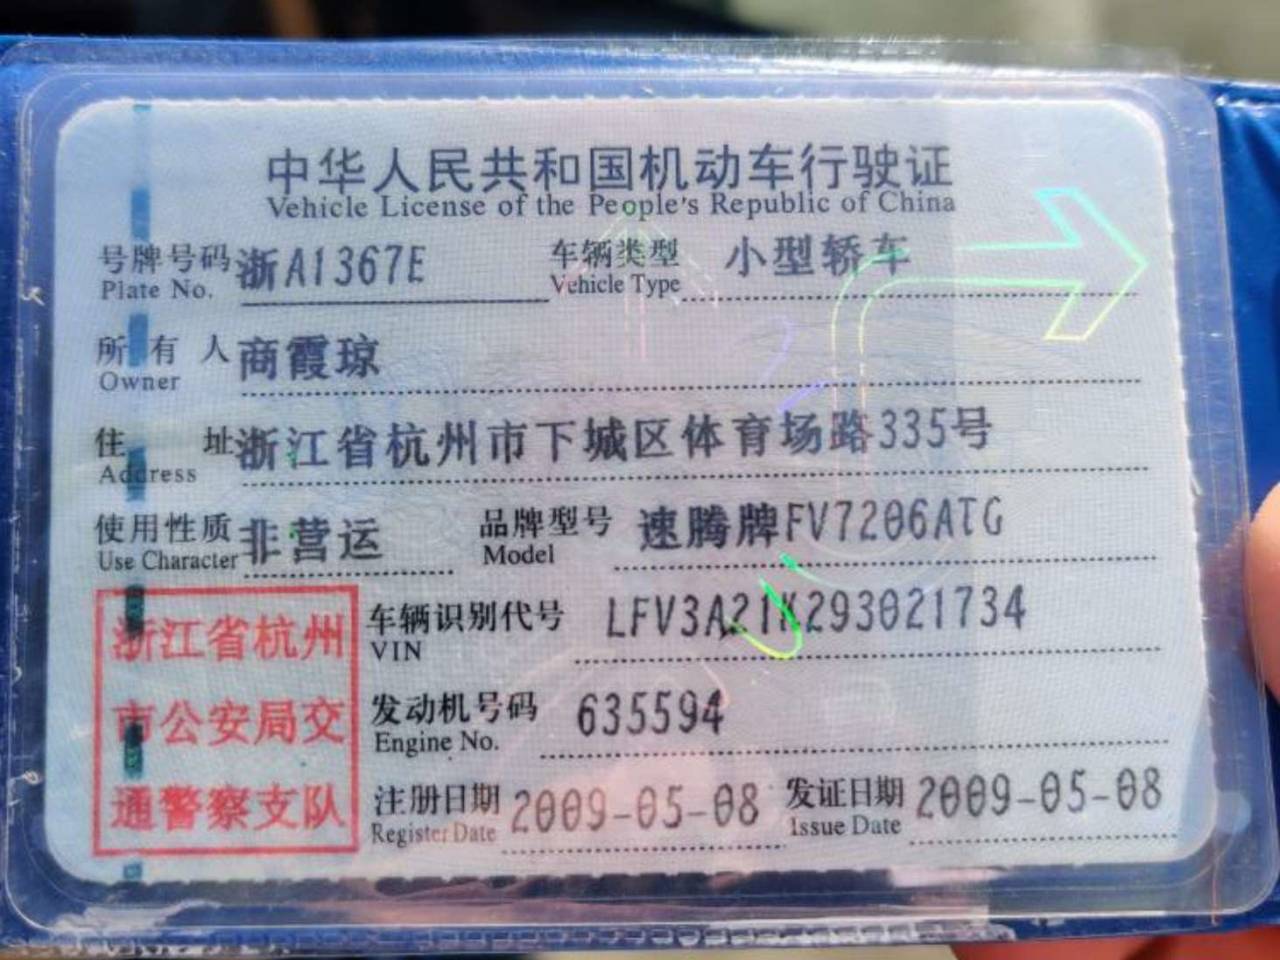 中华人民共和国机动车行驶证
Vehicle License of the People's Republic of China
号牌号码 浙A1367E 车辆类型 小型轿车
Plate No. Vehicle Type
所有人 商霞琼
Owner
住址 浙江省杭州市下城区体育场路335号
Address
使用性质 非营运 品牌型号 速腾牌FV7206ATG
Use Character Model
浙江省杭州
市公安局交
通警察支队
车辆识别代号 LFV3A21K293021734
VIN
发动机号码 635594
Engine No.
注册日期 2009-05-08 发证日期 2009-05-08
Register Date Issue Date